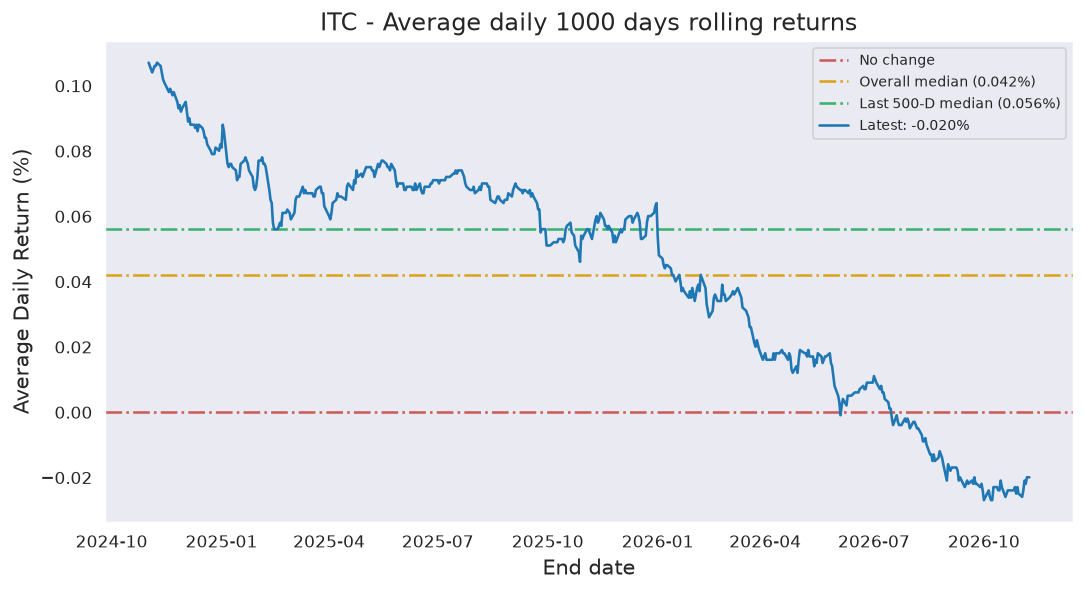 ITC - Average daily 1000 days rolling returns
No change
Overall median (0.042%)
Last 500-D median (0.056%)
Latest: -0.020%
Average Daily Return (%)
0.10
0.08
0.06
0.04
0.02
0.00
−0.02
2024-10 2025-01 2025-04 2025-07 2025-10 2026-01 2026-04 2026-07 2026-10
End date